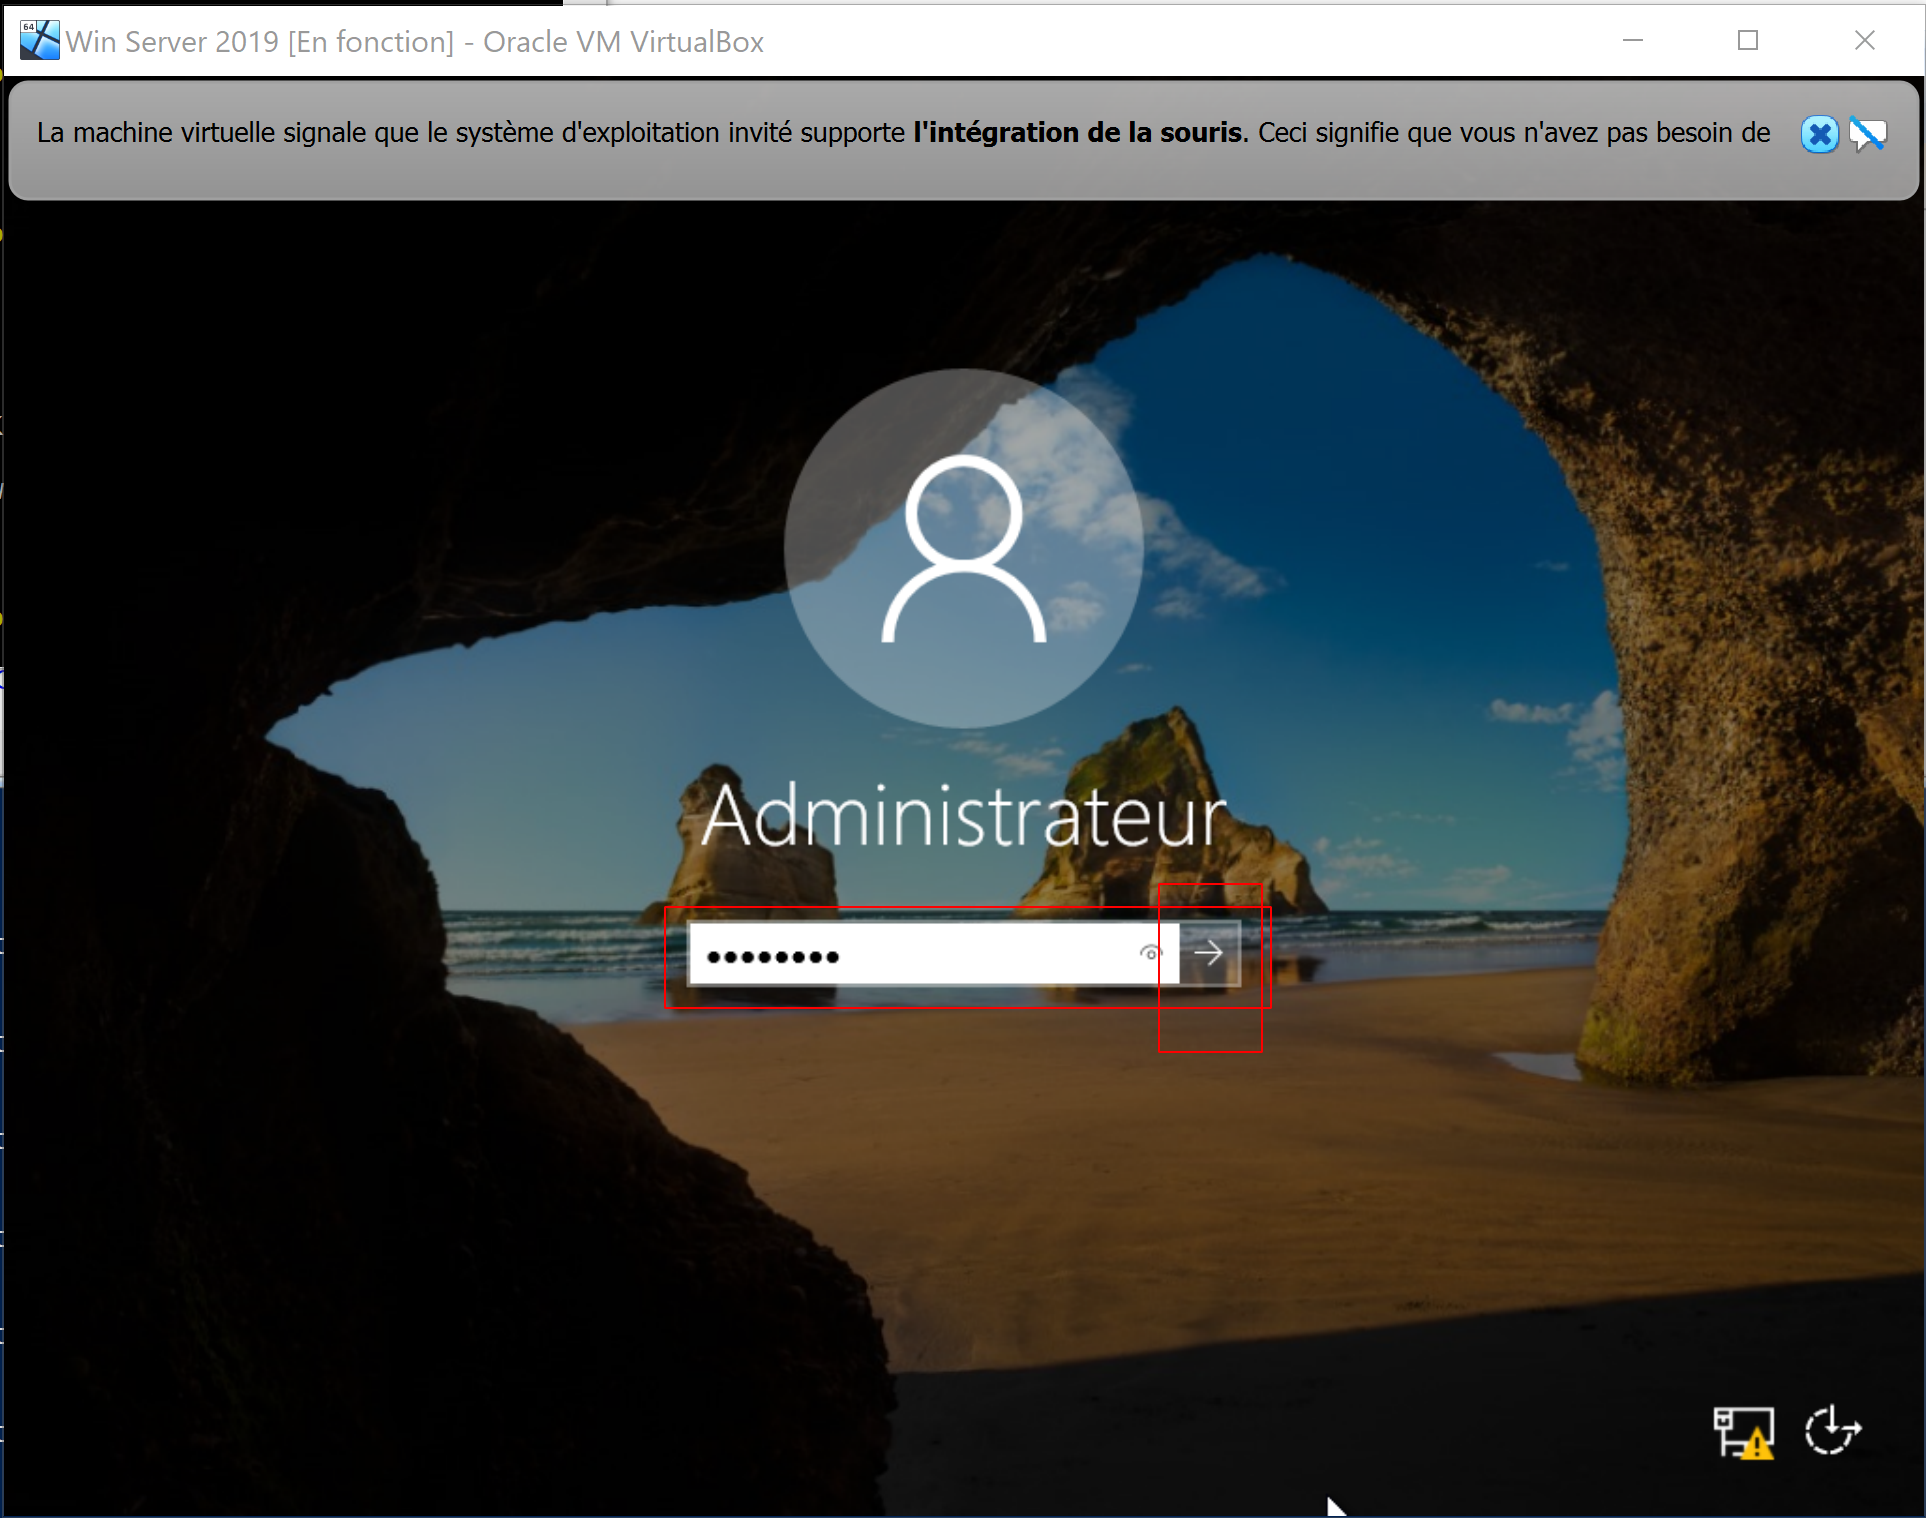 64
Win Server 2019 [En fonction] - Oracle VM VirtualBox
La machine virtuelle signale que le système d'exploitation invité supporte l'intégration de la souris. Ceci signifie que vous n'avez pas besoin de
Administrateur